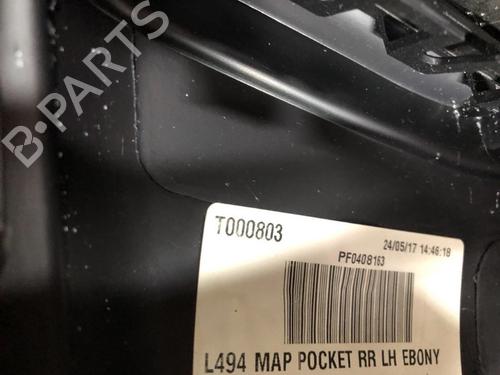 B-PARTS
T000803
24/05/17 14:46:18
PF0408163
L494 MAP POCKET RR LH EBONY